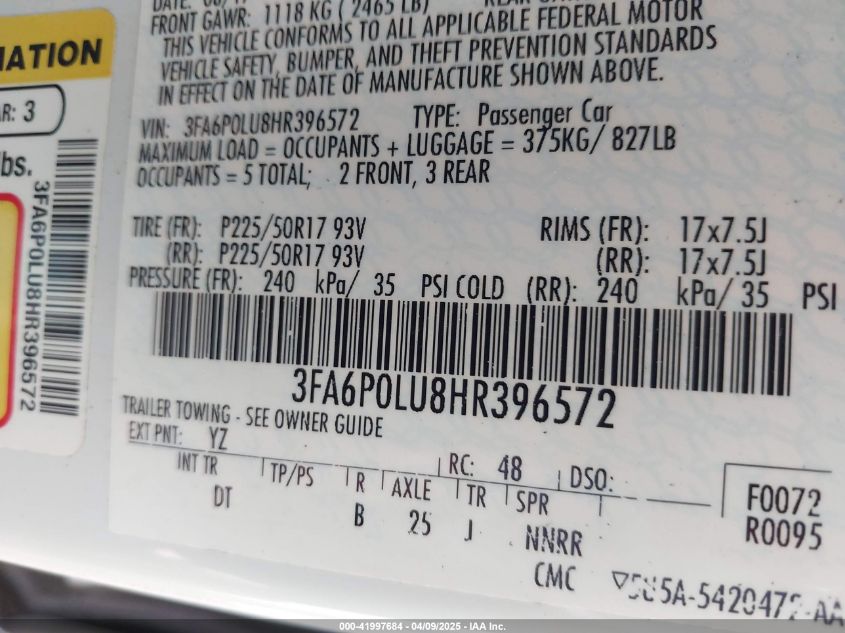 FRONT GAWR: 1118 KG ( 2465 LB)
THIS VEHICLE CONFORMS TO ALL APPLICABLE FEDERAL MOTOR
VEHICLE SAFETY, BUMPER, AND THEFT PREVENTION STANDARDS
IN EFFECT ON THE DATE OF MANUFACTURE SHOWN ABOVE.
VIN: 3FA6P0LU8HR396572 TYPE: Passenger Car
MAXIMUM LOAD = OCCUPANTS + LUGGAGE = 375KG/ 827LB
OCCUPANTS = 5 TOTAL; 2 FRONT, 3 REAR
TIRE (FR): P225/50R17 93V RIMS (FR): 17x7.5J
(RR): P225/50R17 93V (RR): 17x7.5J
PRESSURE (FR): 240 kPa/ 35 PSI COLD (RR): 240 kPa/ 35 PSI
3FA6P0LU8HR396572
TRAILER TOWING - SEE OWNER GUIDE
EXT PNT: YZ RC: 48 DSO:
INT TR TP/PS R AXLE TR SPR F0072
DT B 25 J NNRR R0095
CMC
: 3
bs.
3FA6P0LU8HR396572
000-41997684 / 04/09/2025 - IAA Inc.